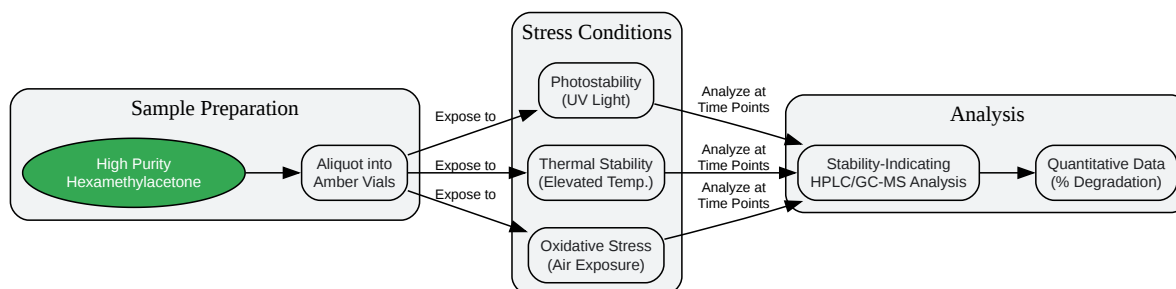 Sample Preparation
High Purity
Hexamethylacetone
Aliquot into
Amber Vials
Expose to
Expose to
Expose to
Stress Conditions
Photostability
(UV Light)
Thermal Stability
(Elevated Temp.)
Oxidative Stress
(Air Exposure)
Analyze at
Time Points
Analyze at
Time Points
Analyze at
Time Points
Analysis
Stability-Indicating
HPLC/GC-MS Analysis
Quantitative Data
(% Degradation)